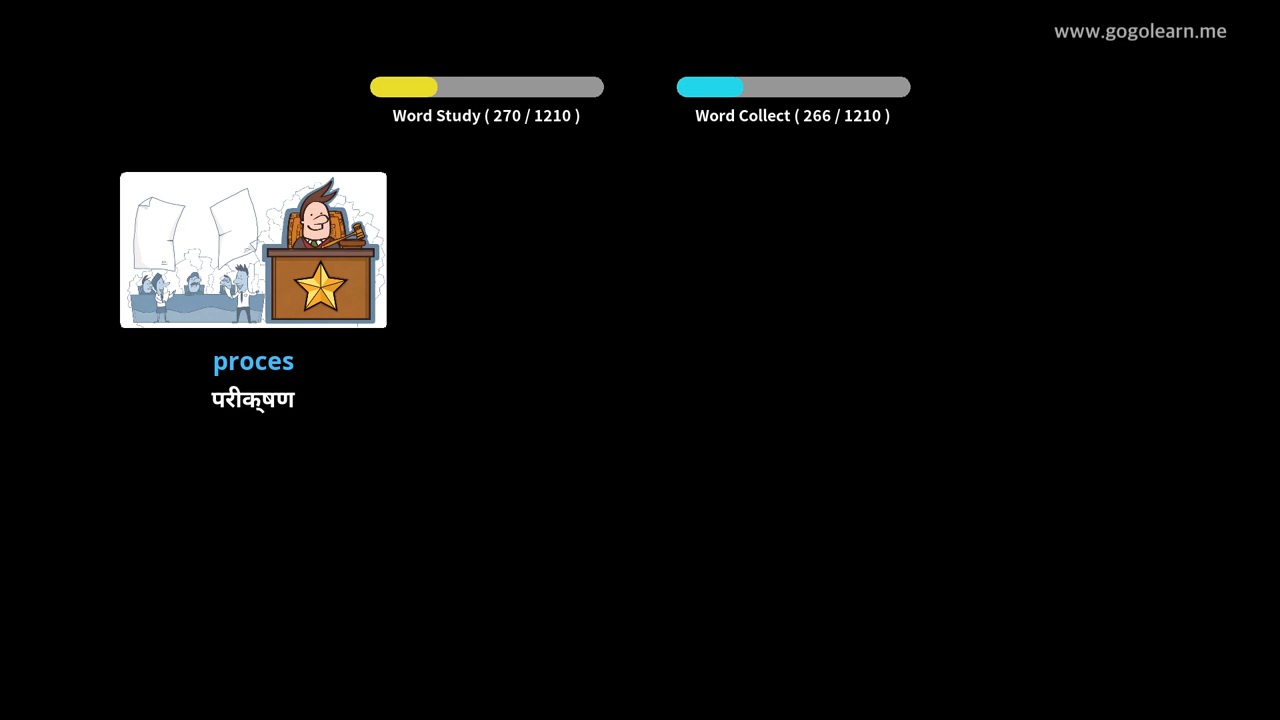 www.gogolearn.me
Word Study ( 270 / 1210 )
Word Collect ( 266 / 1210 )
proces
परीक्षण